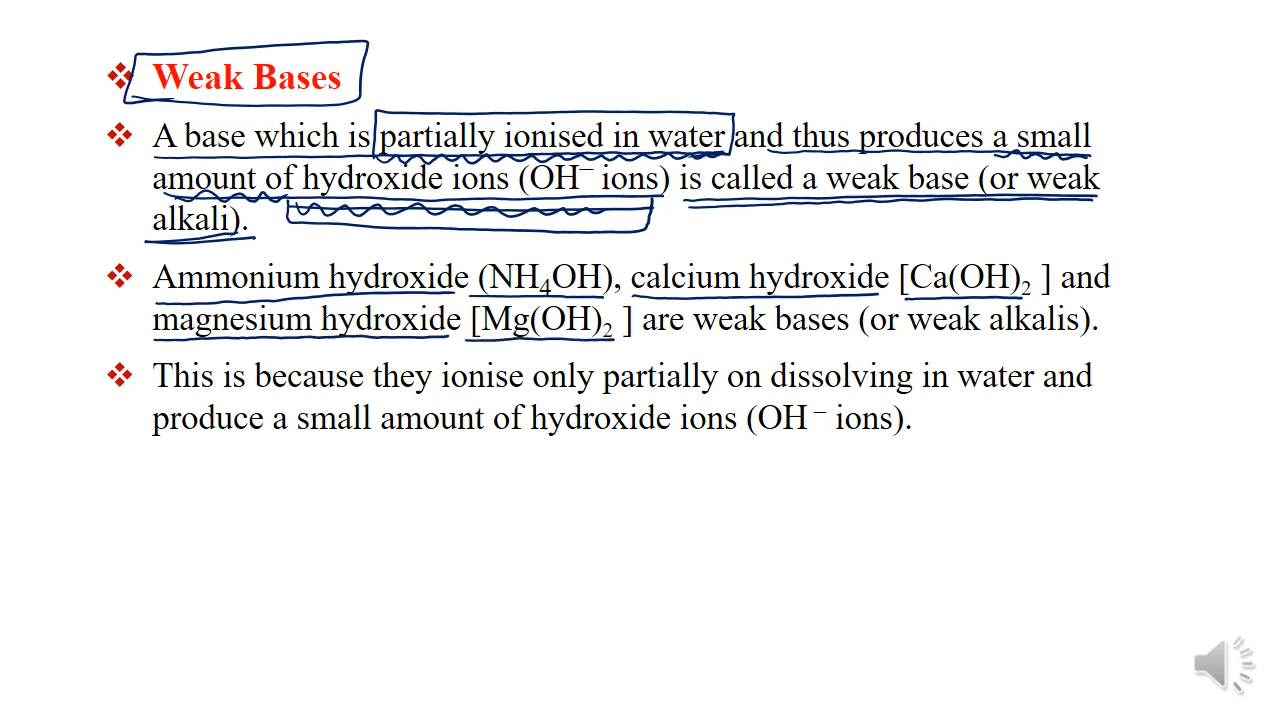 ❖ Weak Bases
❖ A base which is partially ionised in water and thus produces a small
amount of hydroxide ions (OH⁻ ions) is called a weak base (or weak
alkali).
❖ Ammonium hydroxide (NH₄OH), calcium hydroxide [Ca(OH)₂ ] and
magnesium hydroxide [Mg(OH)₂ ] are weak bases (or weak alkalis).
❖ This is because they ionise only partially on dissolving in water and
produce a small amount of hydroxide ions (OH ⁻ ions).